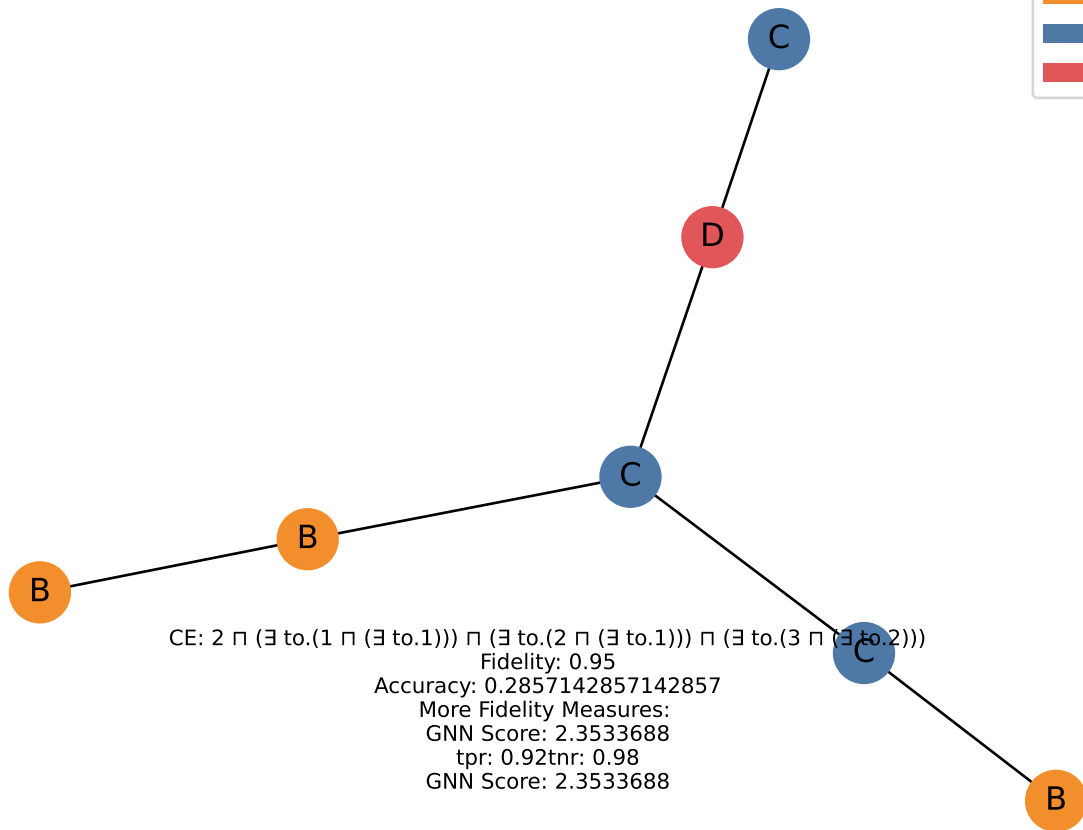 C
D
C
B
B
CE: 2 ⊓ (∃ to.(1 ⊓ (∃ to.1))) ⊓ (∃ to.(2 ⊓ (∃ to.1))) ⊓ (∃ to.(3 ⊓ (∃ to.2)))
C
Fidelity: 0.95
Accuracy: 0.2857142857142857
More Fidelity Measures:
GNN Score: 2.3533688
tpr: 0.92tnr: 0.98
GNN Score: 2.3533688
B